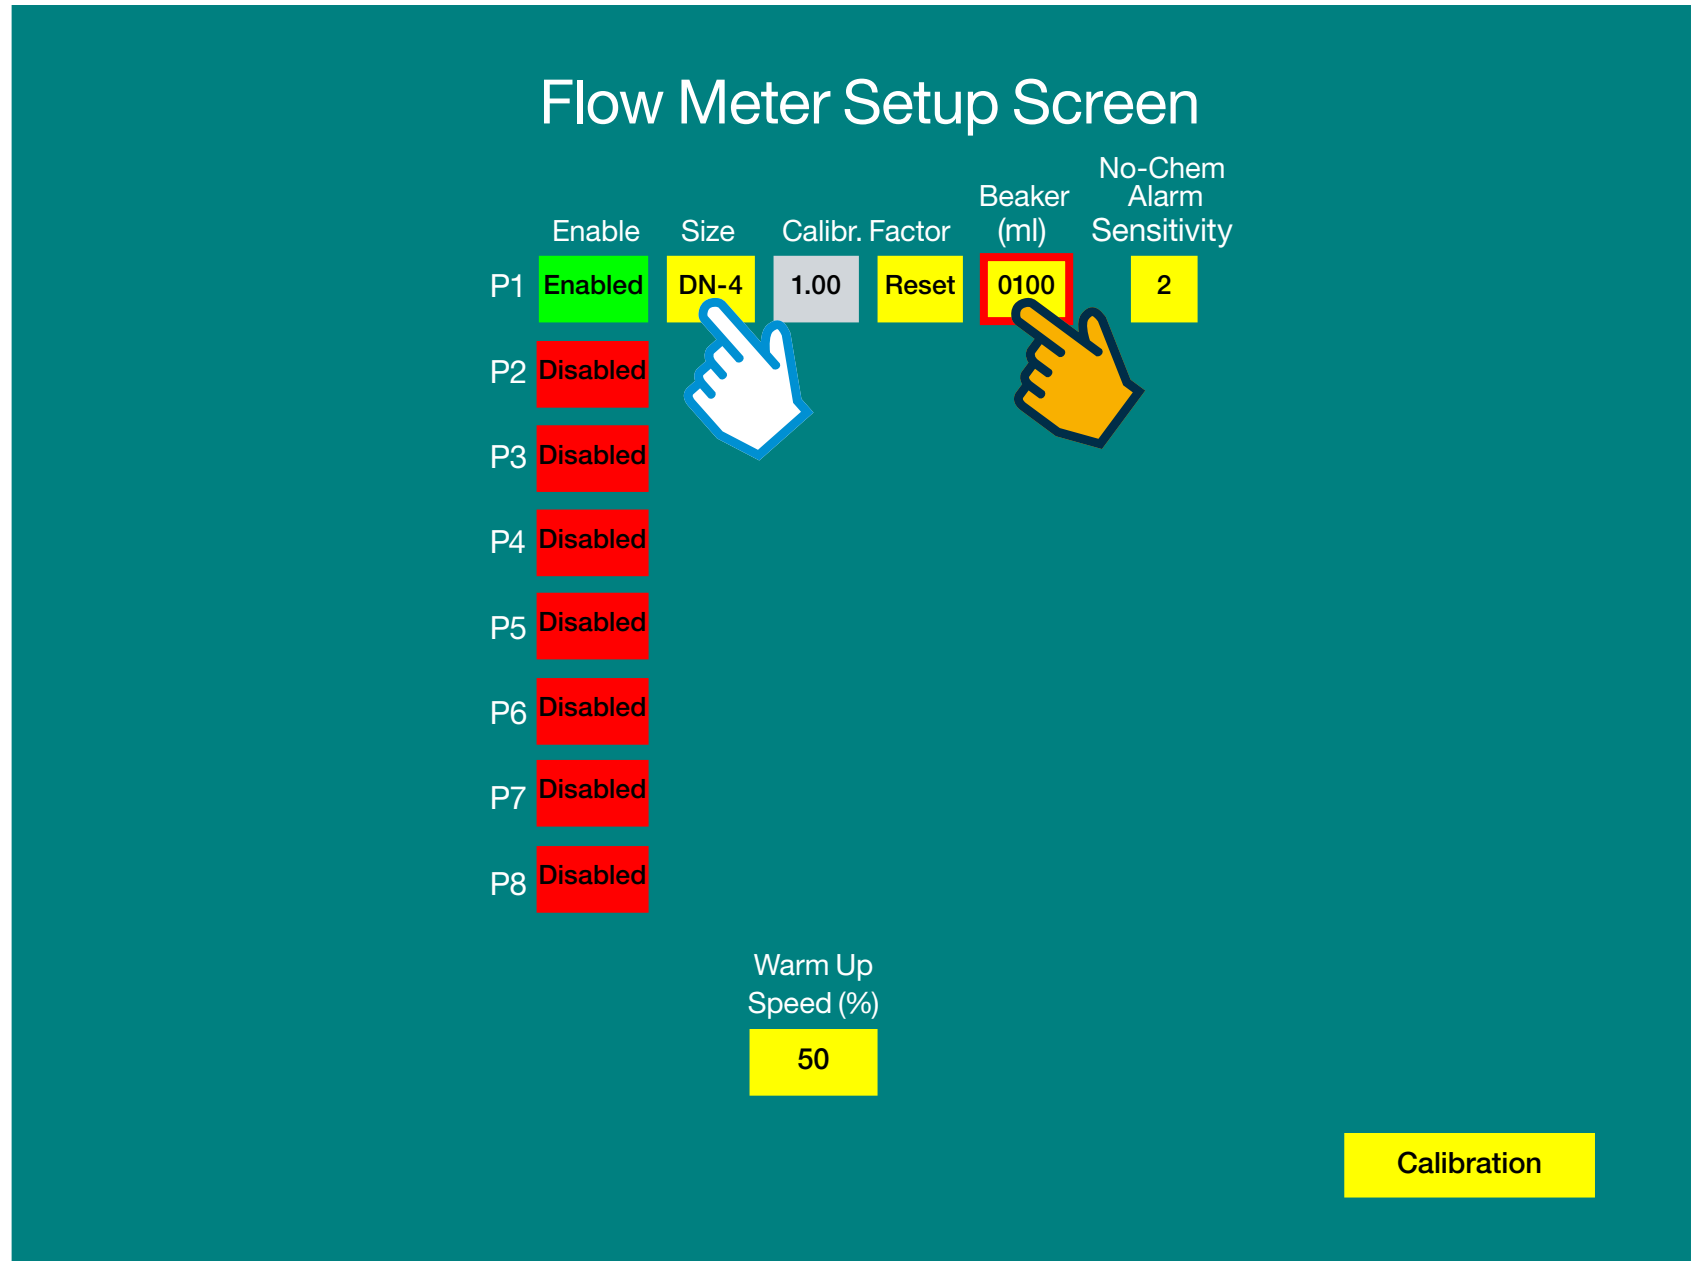 Flow Meter Setup Screen
No-Chem
Beaker Alarm
Enable Size Calibr. Factor (ml) Sensitivity
P1 Enabled DN-4 1.00 Reset 0100 2
P2 Disabled
P3 Disabled
P4 Disabled
P5 Disabled
P6 Disabled
P7 Disabled
P8 Disabled
Warm Up
Speed (%)
50
Calibration